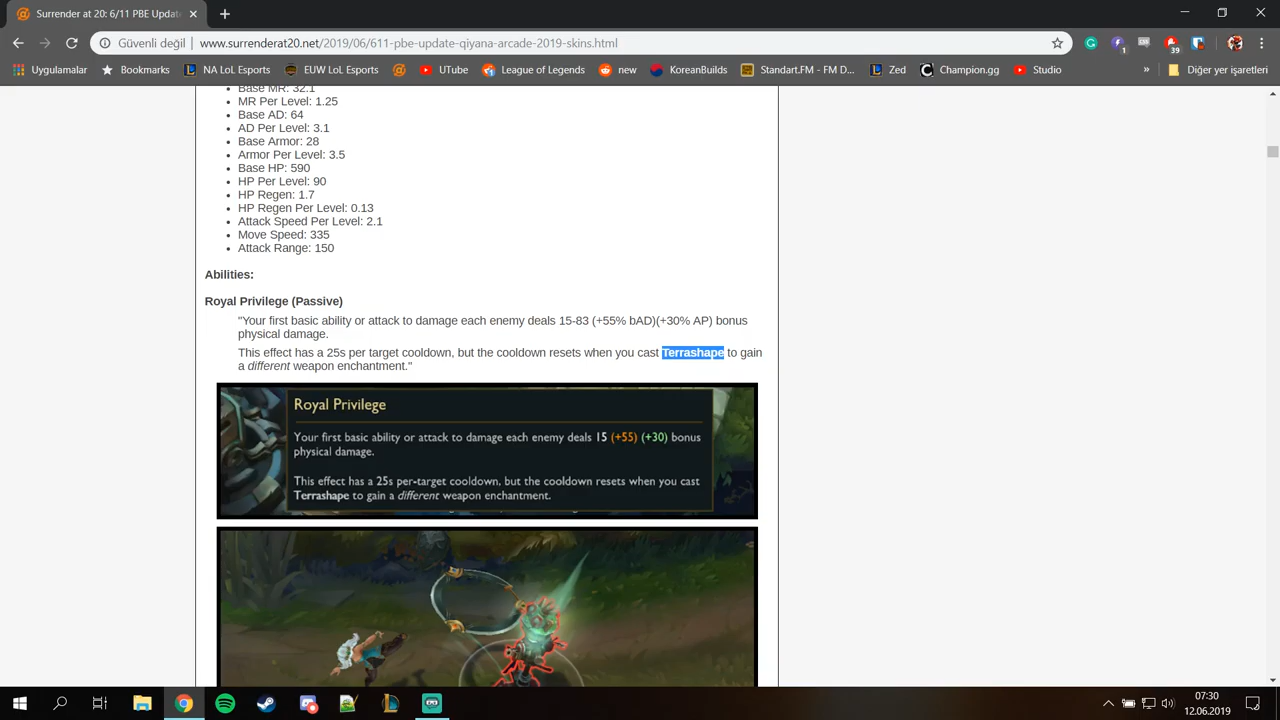 Surrender at 20: 6/11 PBE Update
Güvenli değil
www.surrenderat20.net/2019/06/611-pbe-update-qiyana-arcade-2019-skins.html
1
39
Uygulamalar
Bookmarks
NA LoL Esports
EUW LoL Esports
UTube
League of Legends
new
KoreanBuilds
Standart.FM - FM D...
Zed
Champion.gg
Studio
»
Diğer yer işaretleri
Base MR: 32.1
MR Per Level: 1.25
Base AD: 64
AD Per Level: 3.1
Base Armor: 28
Armor Per Level: 3.5
Base HP: 590
HP Per Level: 90
HP Regen: 1.7
HP Regen Per Level: 0.13
Attack Speed Per Level: 2.1
Move Speed: 335
Attack Range: 150
Abilities:
Royal Privilege (Passive)
"Your first basic ability or attack to damage each enemy deals 15-83 (+55% bAD)(+30% AP) bonus
physical damage.
This effect has a 25s per target cooldown, but the cooldown resets when you cast Terrashape to gain
a different weapon enchantment."
Royal Privilege
Your first basic ability or attack to damage each enemy deals 15 (+55) (+30) bonus
physical damage.
This effect has a 25s per-target cooldown, but the cooldown resets when you cast
Terrashape to gain a different weapon enchantment.
07:30
12.06.2019